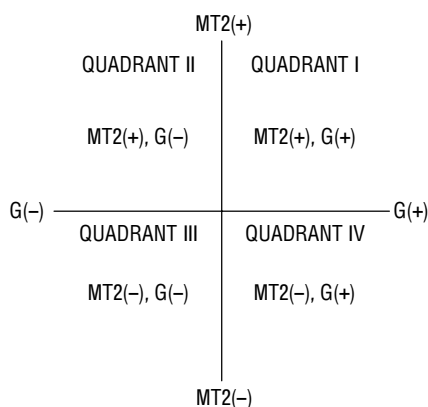 MT2(+)
QUADRANT II QUADRANT I
MT2(+), G(–) MT2(+), G(+)
G(–) G(+)
QUADRANT III QUADRANT IV
MT2(–), G(–) MT2(–), G(+)
MT2(–)